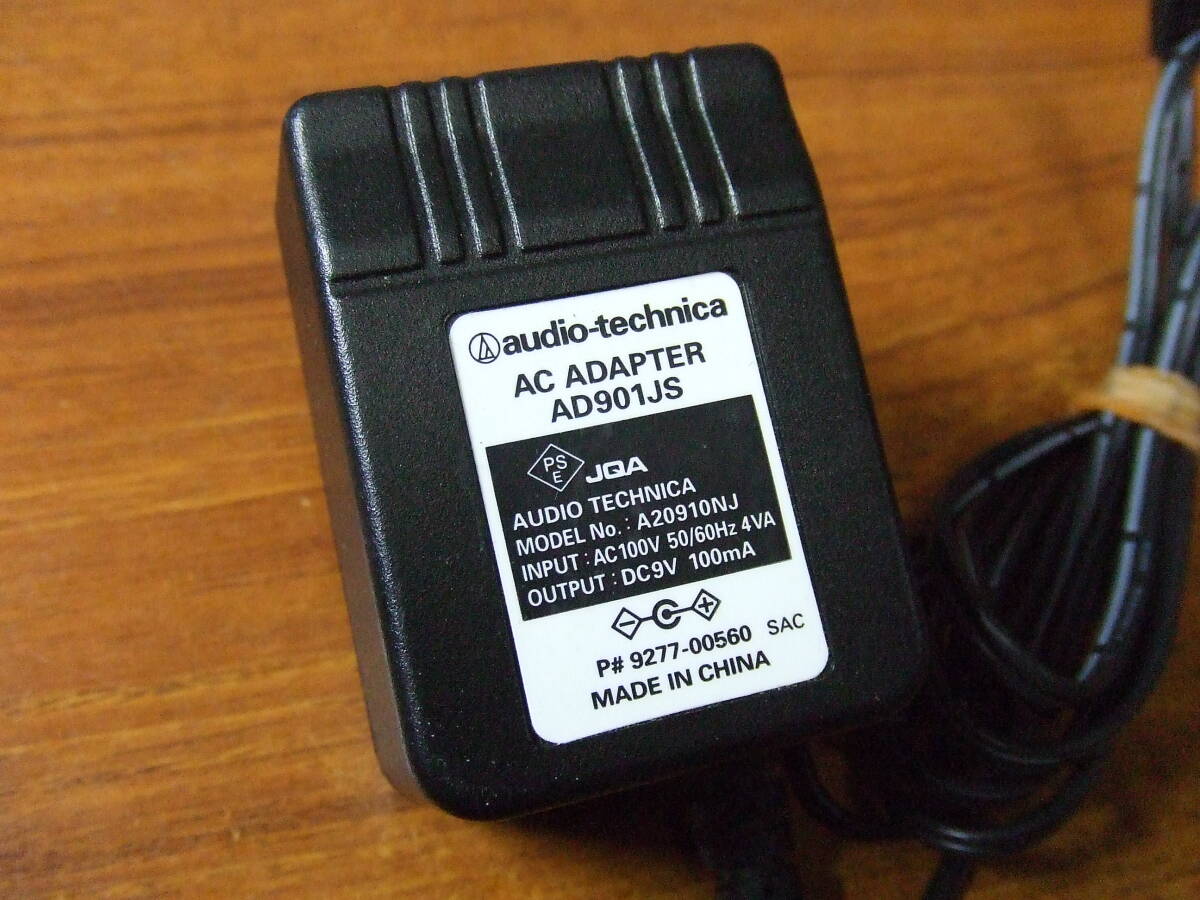 audio-technica
AC ADAPTER
AD901JS
PS
E JQA
AUDIO TECHNICA
MODEL No. : A20910NJ
INPUT : AC100V 50/60Hz 4VA
OUTPUT : DC9V 100mA
P# 9277-00560 SAC
MADE IN CHINA